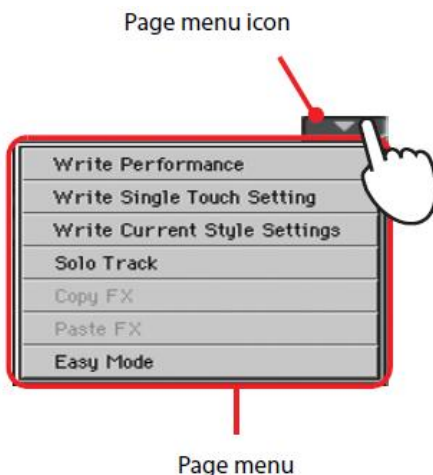 Page menu icon
Write Performance
Write Single Touch Setting
Write Current Style Settings
Solo Track
Copy FX
Paste FX
Easy Mode
Page menu